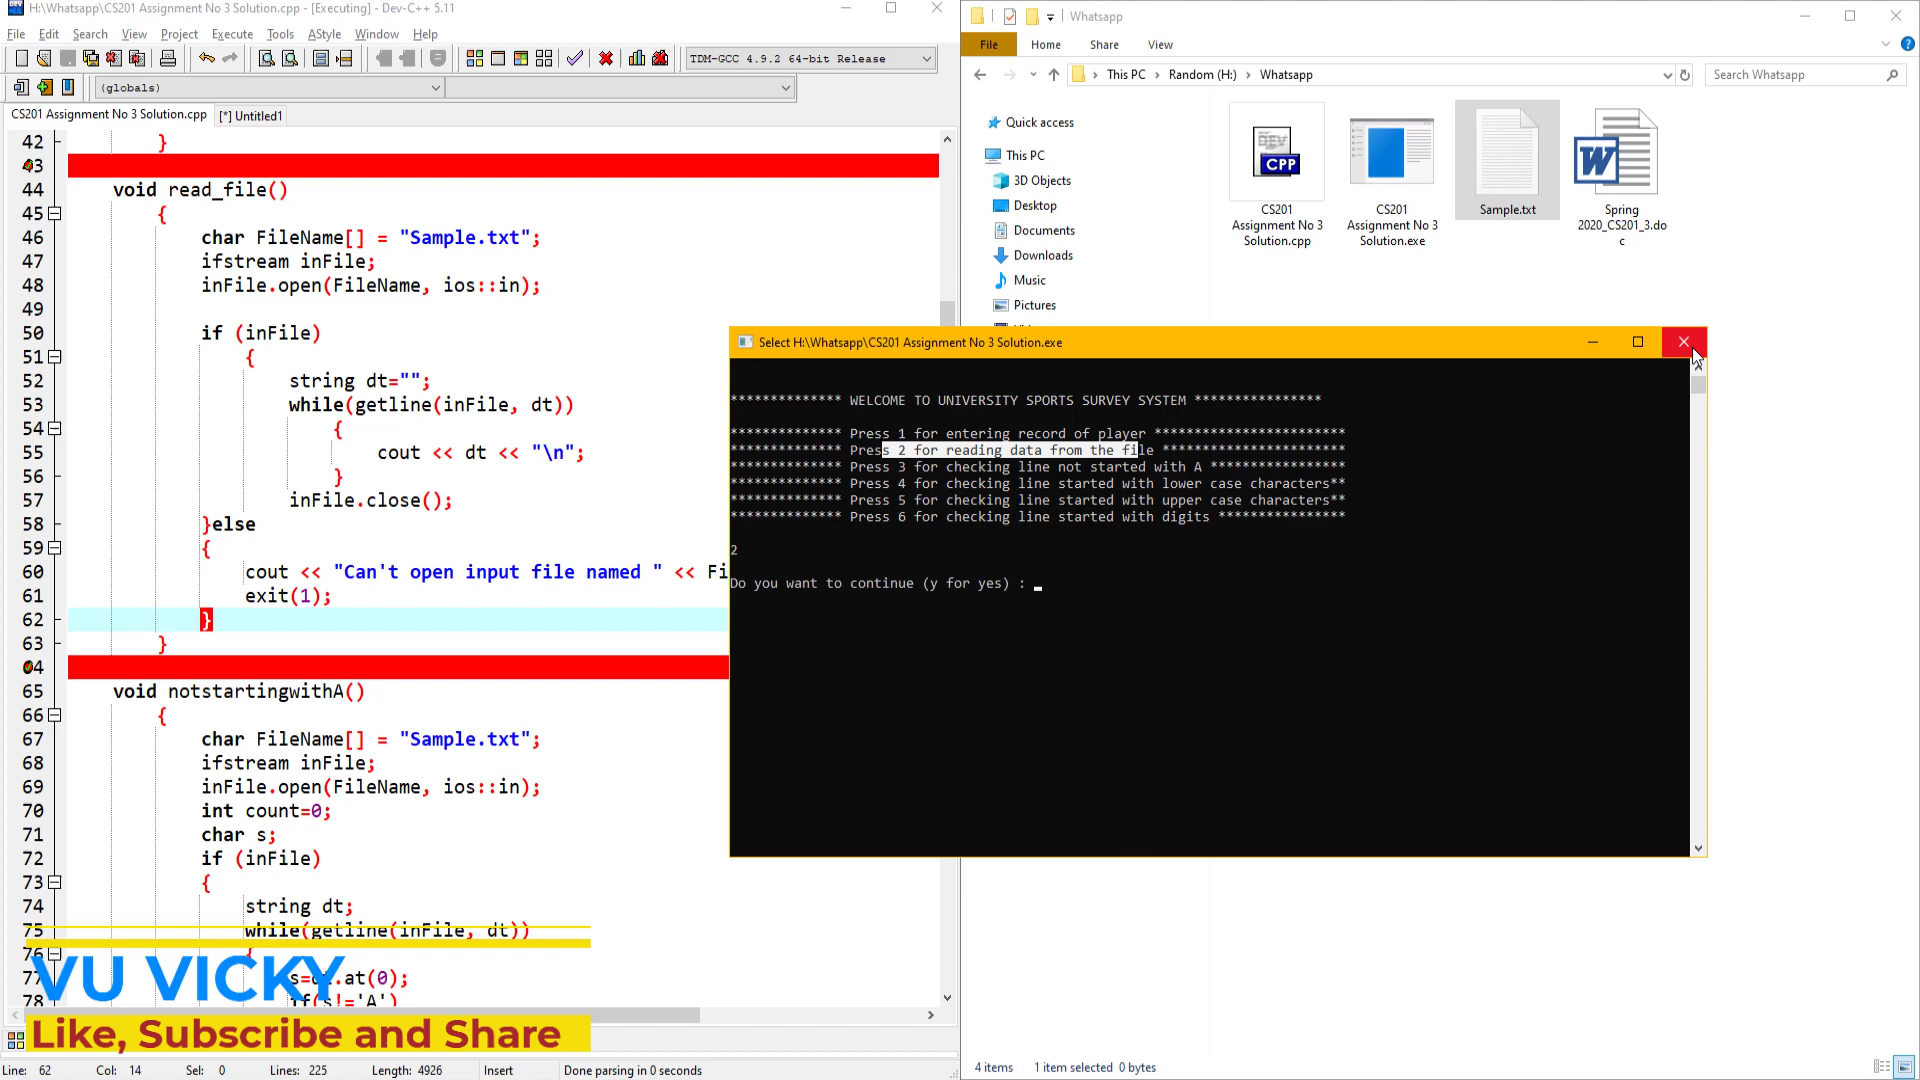 H:\Whatsapp\CS201 Assignment No 3 Solution.cpp - [Executing] - Dev-C++ 5.11
File Edit Search View Project Execute Tools AStyle Window Help
TDM-GCC 4.9.2 64-bit Release
(globals)
CS201 Assignment No 3 Solution.cpp [*] Untitled1
42 }
43
44 void read_file()
45 {
46 char FileName[] = "Sample.txt";
47 ifstream inFile;
48 inFile.open(FileName, ios::in);
49
50 if (inFile)
51 {
52 string dt="";
53 while(getline(inFile, dt))
54 {
55 cout << dt << "\n";
56 }
57 inFile.close();
58 }else
59 {
60 cout << "Can't open input file named " << Fi
61 exit(1);
62 }
63 }
64
65 void notstartingwithA()
66 {
67 char FileName[] = "Sample.txt";
68 ifstream inFile;
69 inFile.open(FileName, ios::in);
70 int count=0;
71 char s;
72 if (inFile)
73 {
74 string dt;
75 while(getline(inFile, dt))
76 {
77 s=dt.at(0);
78 if(s!='A')
VU VICKY
Like, Subscribe and Share
Line: 62 Col: 14 Sel: 0 Lines: 225 Length: 4926 Insert Done parsing in 0 seconds
Whatsapp
File Home Share View
This PC Random (H:) Whatsapp
Search Whatsapp
Quick access
This PC
3D Objects
Desktop
Documents
Downloads
Music
Pictures
DEV
CPP
CS201
Assignment No 3
Solution.cpp
CS201
Assignment No 3
Solution.exe
Sample.txt
W
Spring
2020_CS201_3.do
c
Select H:\Whatsapp\CS201 Assignment No 3 Solution.exe
************** WELCOME TO UNIVERSITY SPORTS SURVEY SYSTEM ****************
************** Press 1 for entering record of player ************************
************** Press 2 for reading data from the file ***********************
************** Press 3 for checking line not started with A *****************
************** Press 4 for checking line started with lower case characters**
************** Press 5 for checking line started with upper case characters**
************** Press 6 for checking line started with digits ****************
2
Do you want to continue (y for yes) :
4 items 1 item selected 0 bytes